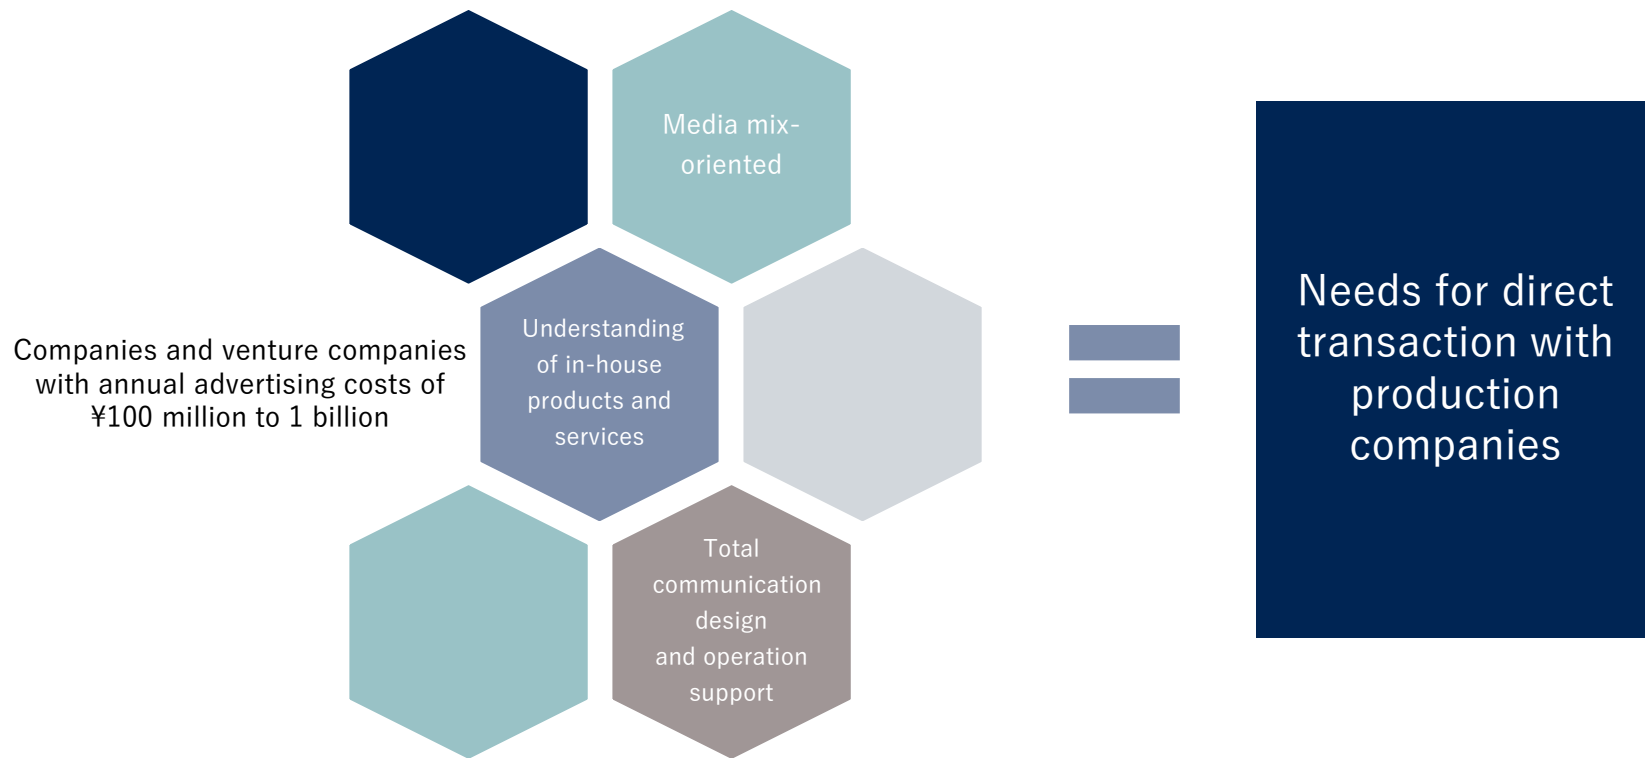 Media mix-
oriented
Companies and venture companies
with annual advertising costs of
¥100 million to 1 billion
Understanding
of in-house
products and
services
Total
communication
design
and operation
support
Needs for direct
transaction with
production
companies